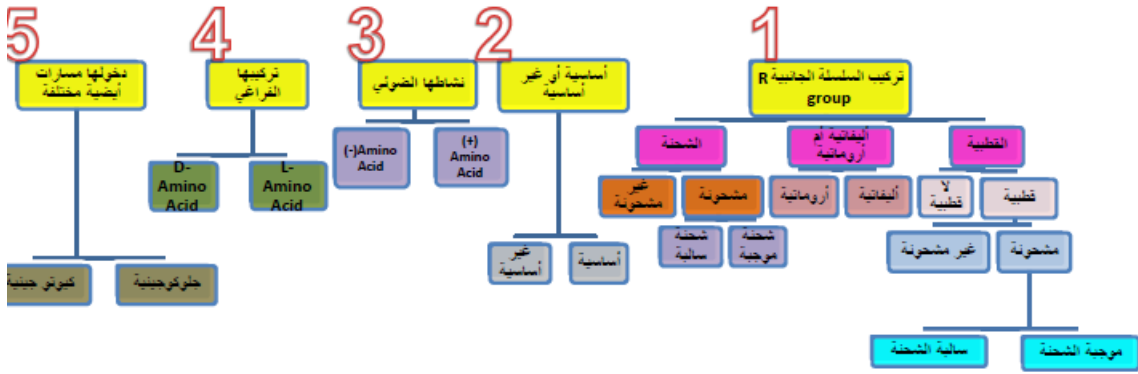 1
تركيب السلسلة الجانبية R
group
القطبية
أليفاتية أم
أروماتية
الشحنة
قطبية
لا
قطبية
أليفاتية
أروماتية
مشحونة
غير
مشحونة
مشحونة
غير مشحونة
شحنة
موجبة
شحنة
سالبة
موجبة الشحنة
سالبة الشحنة
2
أساسية أو غير
أساسية
أساسية
غير
أساسية
3
نشاطها الضوئي
(+)
Amino
Acid
(-)Amino
Acid
4
تركيبها
الفراغي
L-
Amino
Acid
D-
Amino
Acid
5
دخولها مسارات
أيضية مختلفة
جلوكوجينية
كيوتو جينية